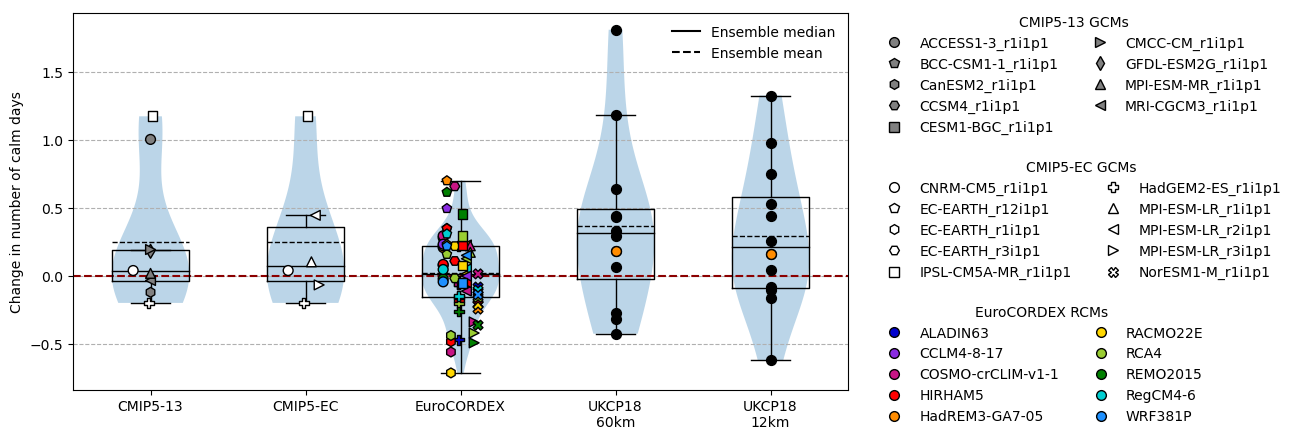 Change in number of calm days
1.5
1.0
0.5
0.0
−0.5
Ensemble median
Ensemble mean
CMIP5-13
CMIP5-EC
EuroCORDEX
UKCP18
60km
UKCP18
12km
CMIP5-13 GCMs
ACCESS1-3_r1i1p1
BCC-CSM1-1_r1i1p1
CanESM2_r1i1p1
CCSM4_r1i1p1
CESM1-BGC_r1i1p1
CMCC-CM_r1i1p1
GFDL-ESM2G_r1i1p1
MPI-ESM-MR_r1i1p1
MRI-CGCM3_r1i1p1
CMIP5-EC GCMs
CNRM-CM5_r1i1p1
EC-EARTH_r12i1p1
EC-EARTH_r1i1p1
EC-EARTH_r3i1p1
IPSL-CM5A-MR_r1i1p1
HadGEM2-ES_r1i1p1
MPI-ESM-LR_r1i1p1
MPI-ESM-LR_r2i1p1
MPI-ESM-LR_r3i1p1
NorESM1-M_r1i1p1
EuroCORDEX RCMs
ALADIN63
CCLM4-8-17
COSMO-crCLIM-v1-1
HIRHAM5
HadREM3-GA7-05
RACMO22E
RCA4
REMO2015
RegCM4-6
WRF381P